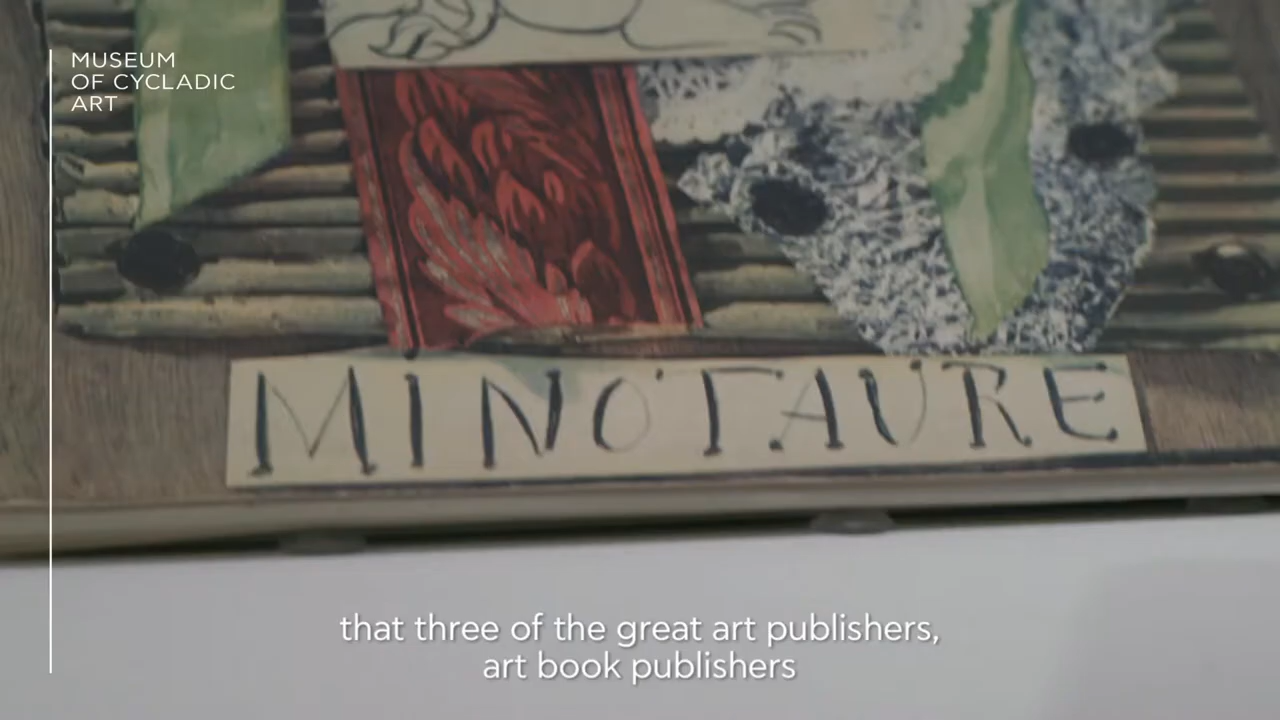 MUSEUM
OF CYCLADIC
ART
MINOTAURE
that three of the great art publishers,
art book publishers